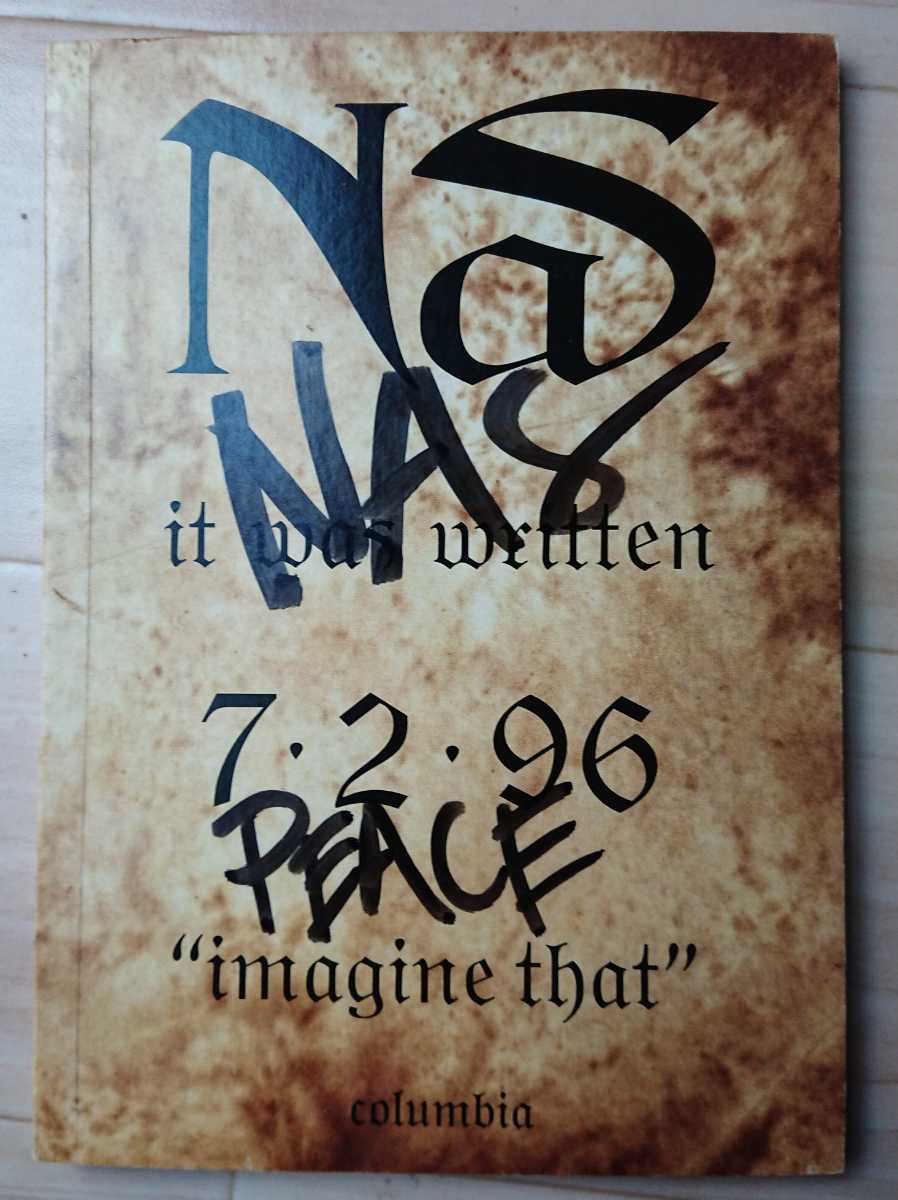 NaS
NAS
it was written
7·2·96
PEACE
“imagine that”
columbia